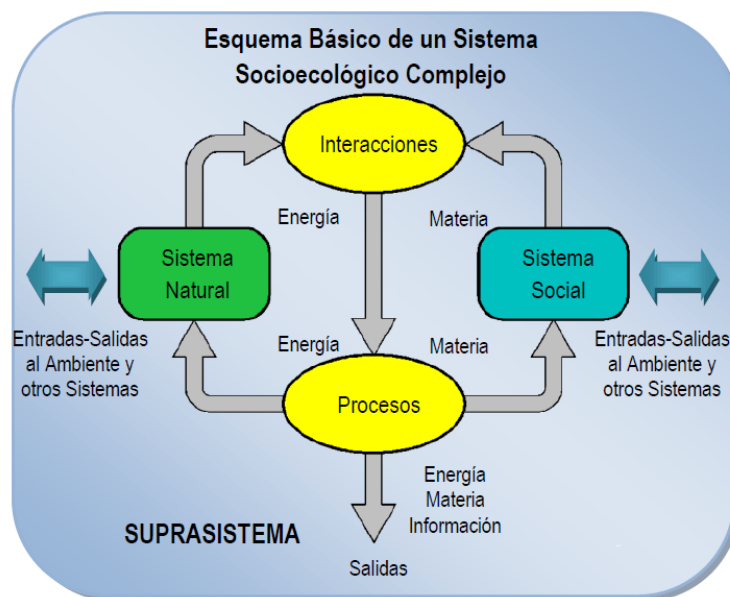 Esquema Básico de un Sistema
Socioecológico Complejo
Interacciones
Energía
Materia
Sistema
Natural
Sistema
Social
Entradas-Salidas
al Ambiente y
otros Sistemas
Entradas-Salidas
al Ambiente y
otros Sistemas
Energía
Materia
Procesos
Energía
Materia
Información
SUPRASISTEMA
Salidas